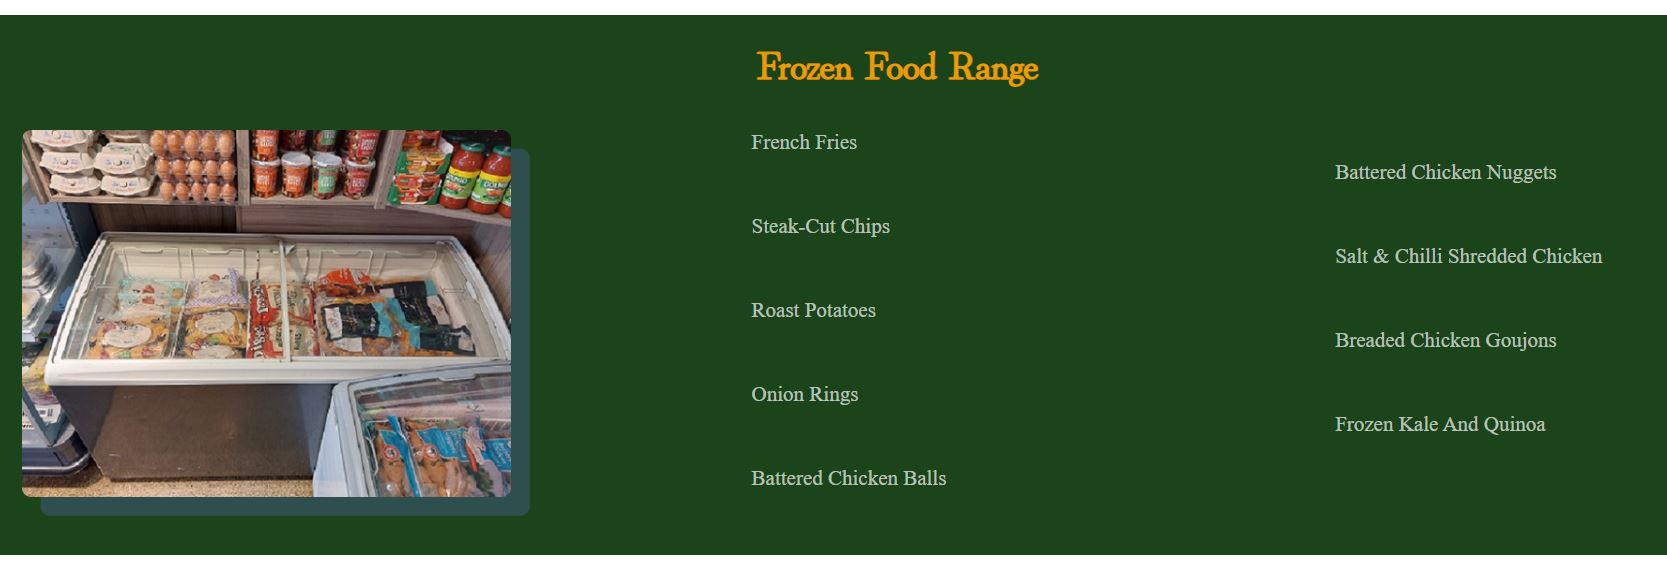 Frozen Food Range
French Fries
Steak-Cut Chips
Roast Potatoes
Onion Rings
Battered Chicken Balls
Battered Chicken Nuggets
Salt & Chilli Shredded Chicken
Breaded Chicken Goujons
Frozen Kale And Quinoa